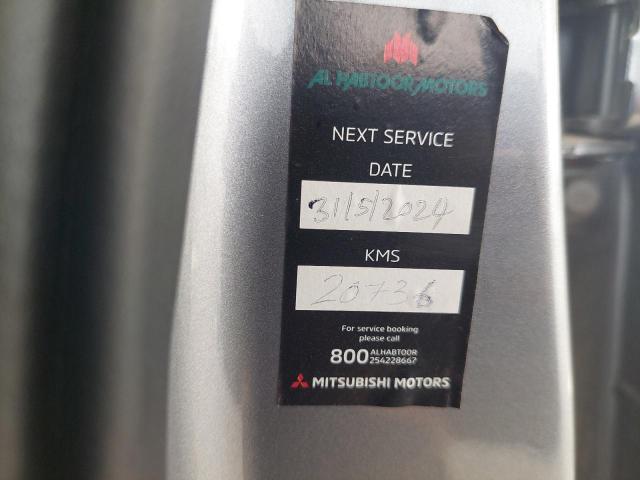 AL HABTOOR MOTORS
NEXT SERVICE
DATE
31/5/2024
KMS
20736
For service booking
please call
800 ALHABTOOR
254228667
MITSUBISHI MOTORS